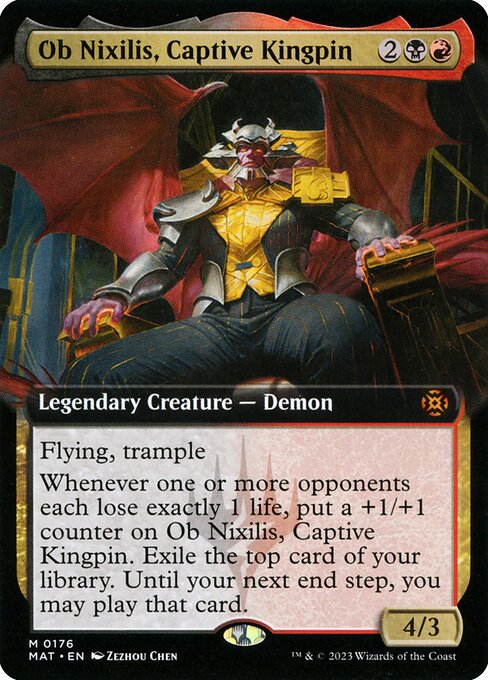 Ob Nixilis, Captive Kingpin 2
Legendary Creature — Demon
Flying, trample
Whenever one or more opponents
each lose exactly 1 life, put a +1/+1
counter on Ob Nixilis, Captive
Kingpin. Exile the top card of your
library. Until your next end step, you
may play that card.
4/3
M 0176
MAT • EN Zezhou Chen
™ & © 2023 Wizards of the Coast